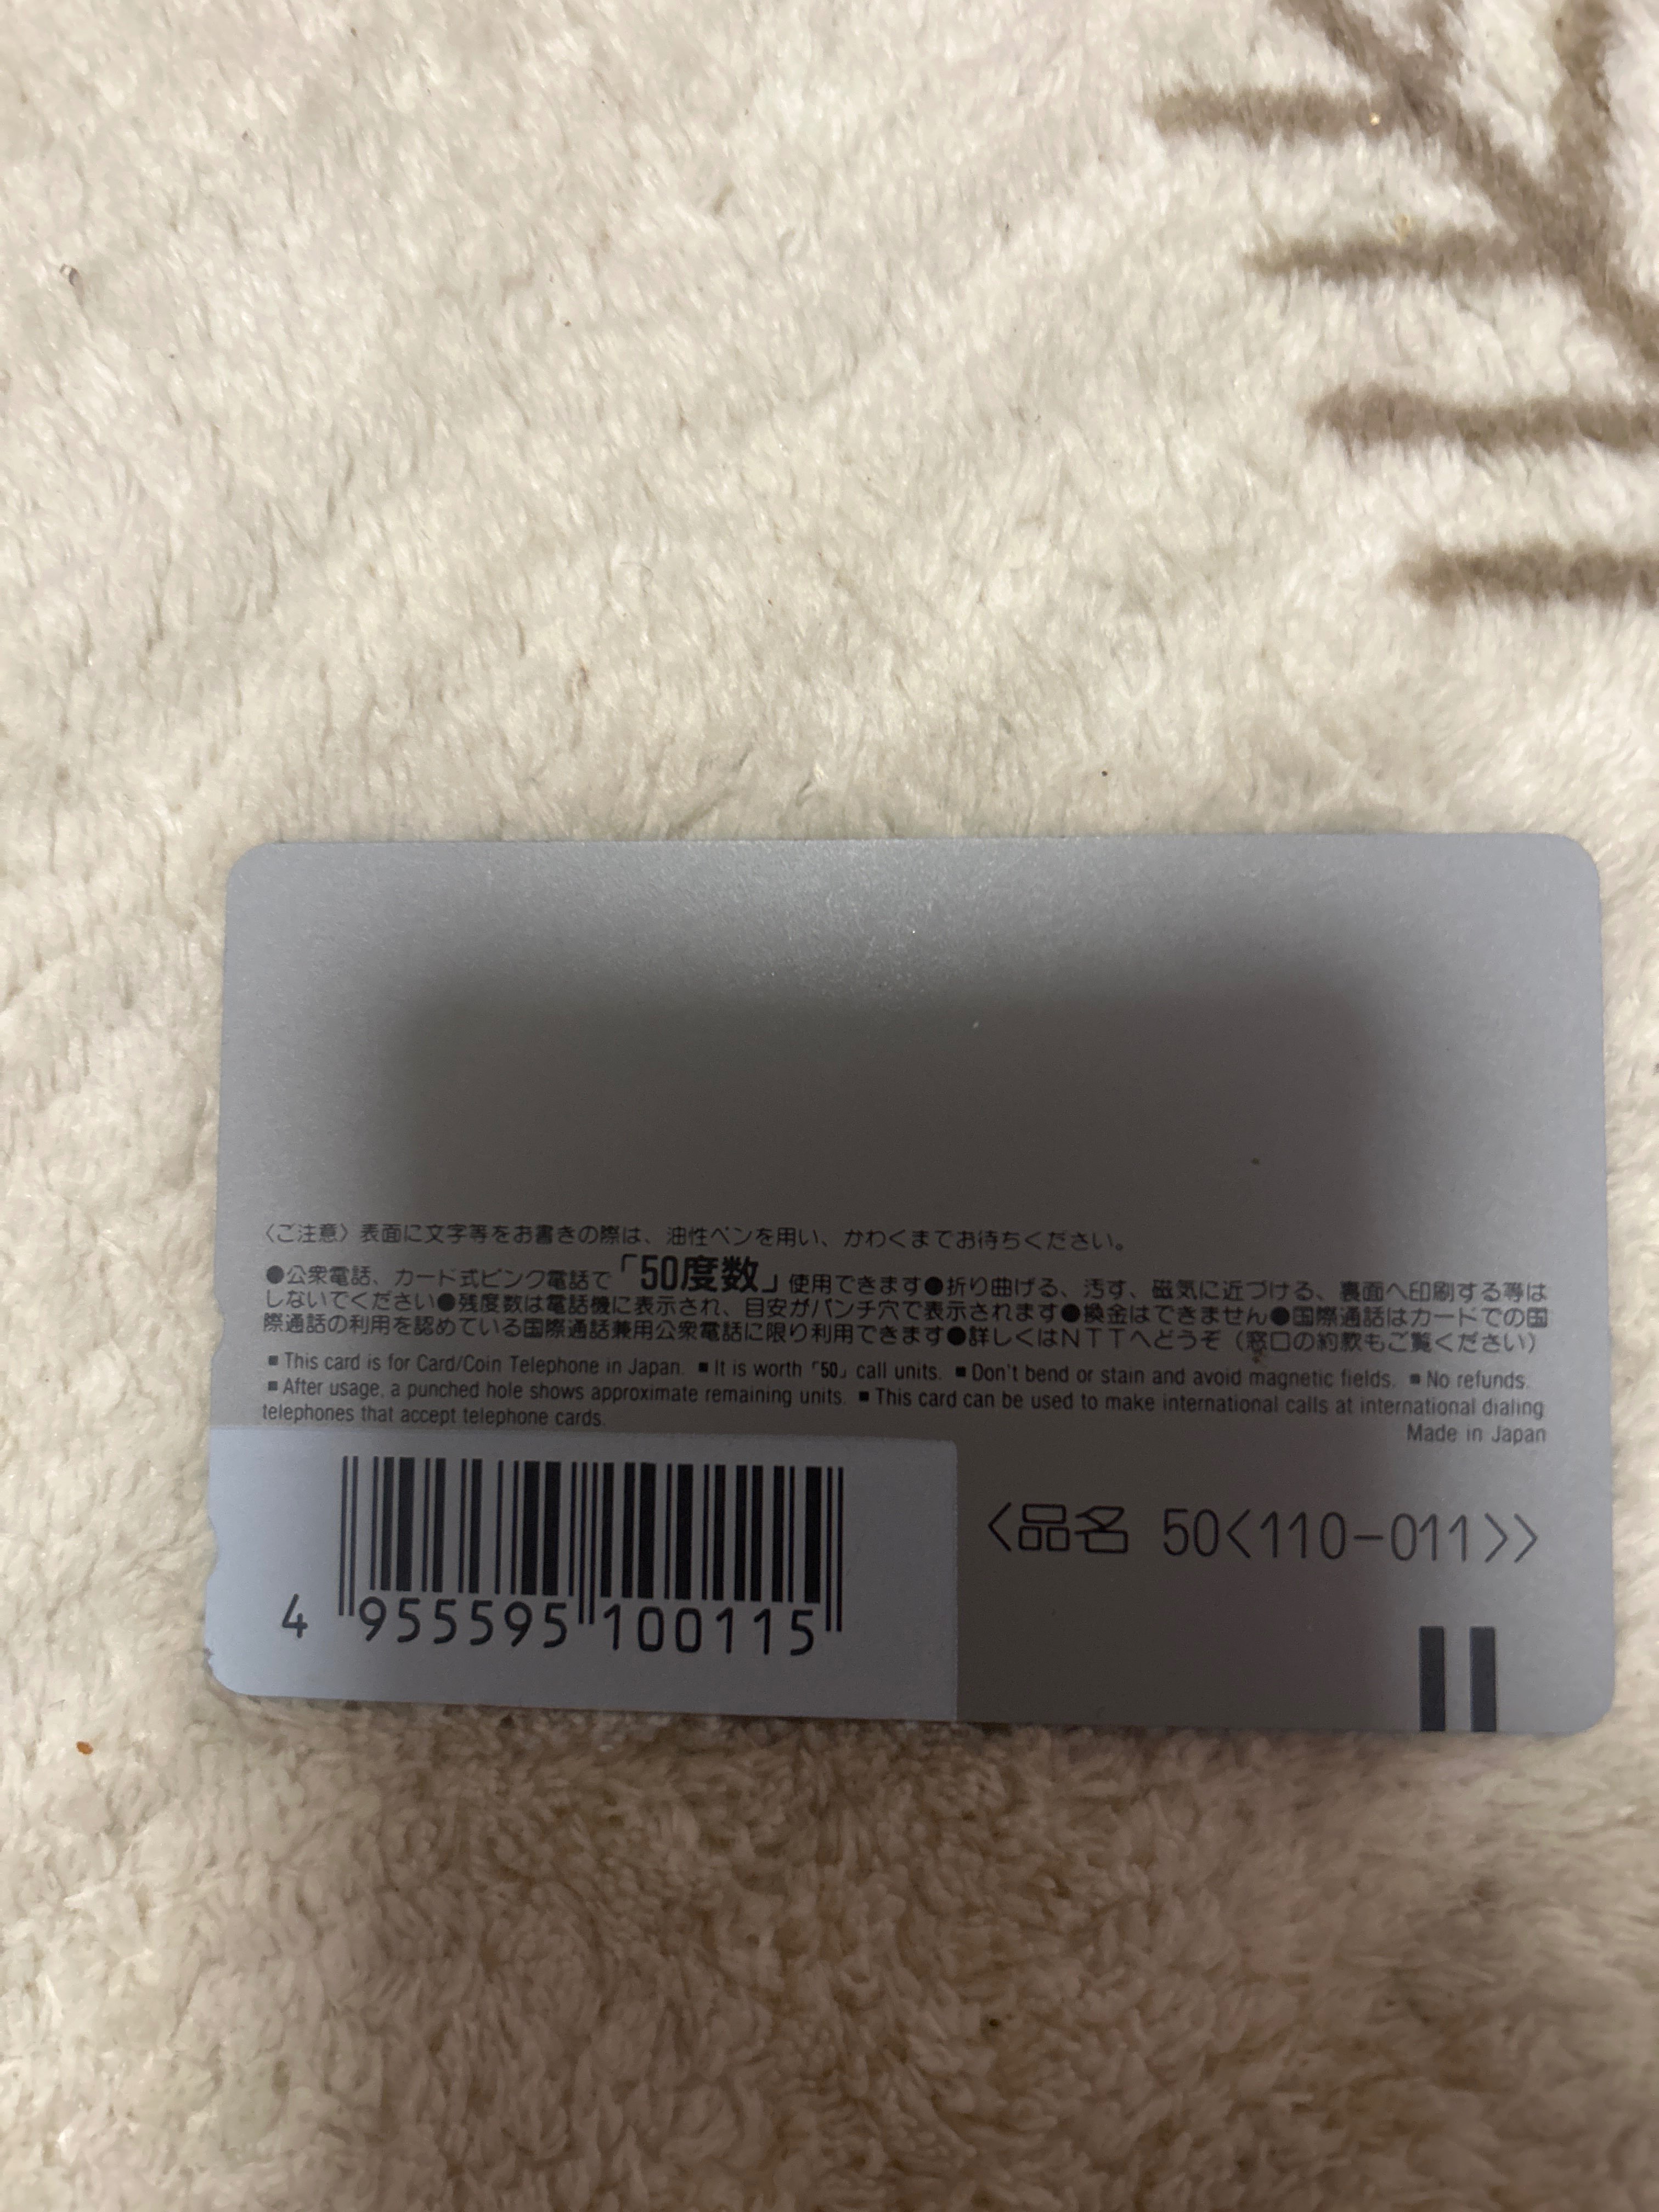 〈ご注意〉表面に文字等をお書きの際は、油性ペンを用い、かわくまでお待ちください。
●公衆電話、カード式ピンク電話で「50度数」使用できます●折り曲げる、汚す、磁気に近づける、裏面へ印刷する等は
しないでください●残度数は電話機に表示され、目安がパンチ穴で表示されます●換金はできません●国際通話はカードでの国
際通話の利用を認めている国際通話兼用公衆電話に限り利用できます●詳しくはNTTへどうぞ(窓口の約款もご覧ください)
■This card is for Card/Coin Telephone in Japan. ■It is worth「50」call units. ■Don't bend or stain and avoid magnetic fields. ■No refunds.
■After usage, a punched hole shows approximate remaining units. ■This card can be used to make international calls at international dialing
telephones that accept telephone cards.
Made in Japan
〈品名 50〈110-011〉〉
4 955595 100115